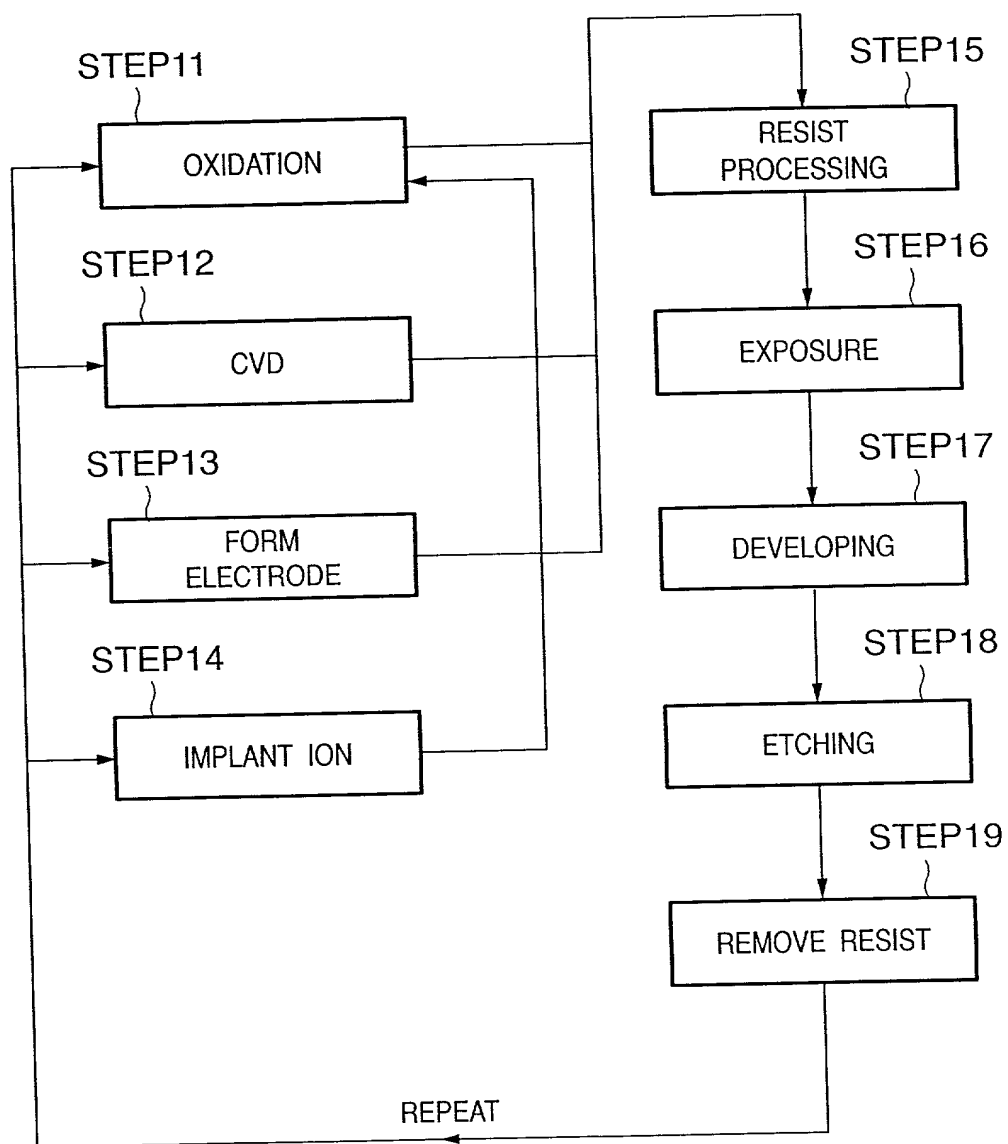 STEP11
OXIDATION
STEP12
CVD
STEP13
FORM
ELECTRODE
STEP14
IMPLANT ION
STEP15
RESIST
PROCESSING
STEP16
EXPOSURE
STEP17
DEVELOPING
STEP18
ETCHING
STEP19
REMOVE RESIST
REPEAT